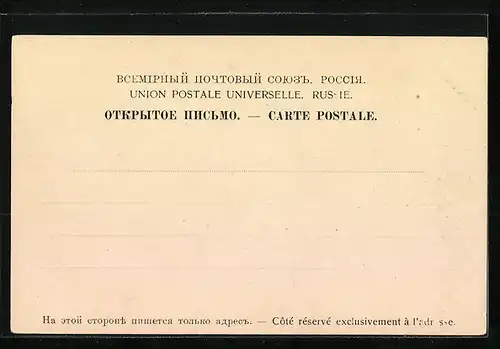 ВСЕМІРНЫЙ ПОЧТОВЫЙ СОЮЗЪ. РОССІЯ.
UNION POSTALE UNIVERSELLE. RUSSIE.
ОТКРЫТОЕ ПИСЬМО. — CARTE POSTALE.
На этой сторонѣ пишется только адресъ. — Côté réservé exclusivement à l'adresse.